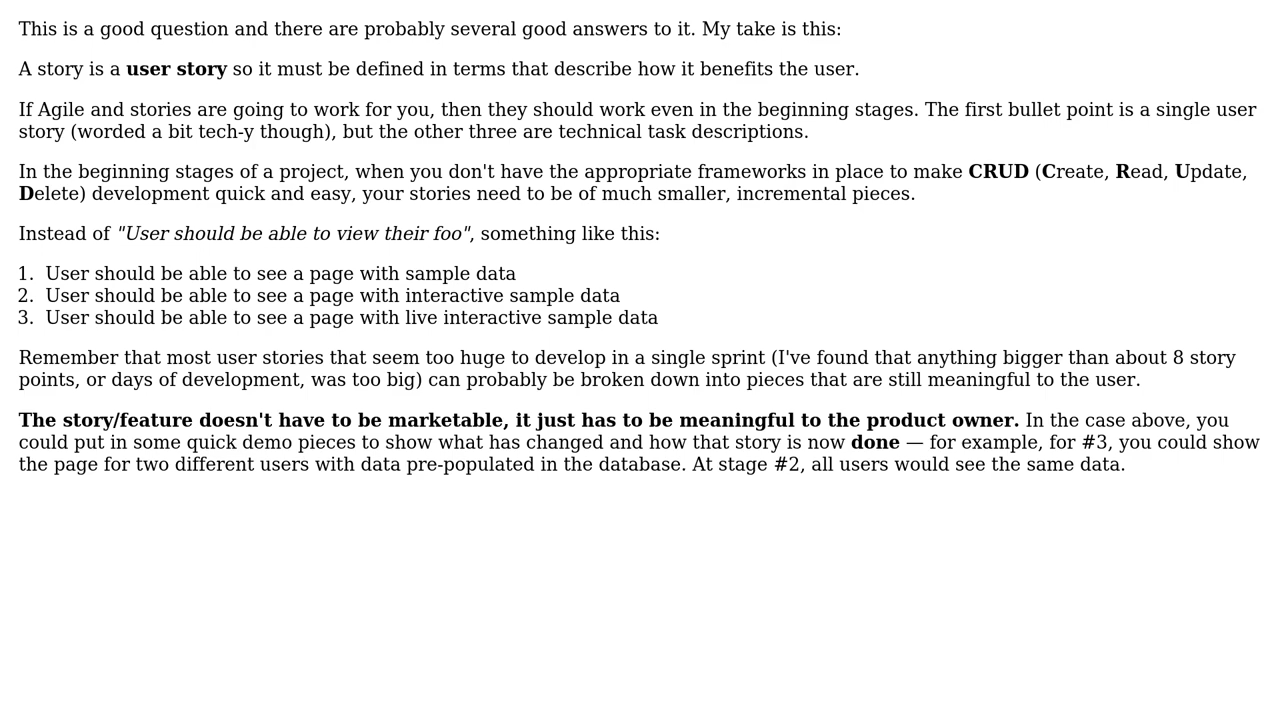 This is a good question and there are probably several good answers to it. My take is this:
A story is a user story so it must be defined in terms that describe how it benefits the user.
If Agile and stories are going to work for you, then they should work even in the beginning stages. The first bullet point is a single user
story (worded a bit tech-y though), but the other three are technical task descriptions.
In the beginning stages of a project, when you don't have the appropriate frameworks in place to make CRUD (Create, Read, Update,
Delete) development quick and easy, your stories need to be of much smaller, incremental pieces.
Instead of "User should be able to view their foo", something like this:
1. User should be able to see a page with sample data
2. User should be able to see a page with interactive sample data
3. User should be able to see a page with live interactive sample data
Remember that most user stories that seem too huge to develop in a single sprint (I've found that anything bigger than about 8 story
points, or days of development, was too big) can probably be broken down into pieces that are still meaningful to the user.
The story/feature doesn't have to be marketable, it just has to be meaningful to the product owner. In the case above, you
could put in some quick demo pieces to show what has changed and how that story is now done — for example, for #3, you could show
the page for two different users with data pre-populated in the database. At stage #2, all users would see the same data.